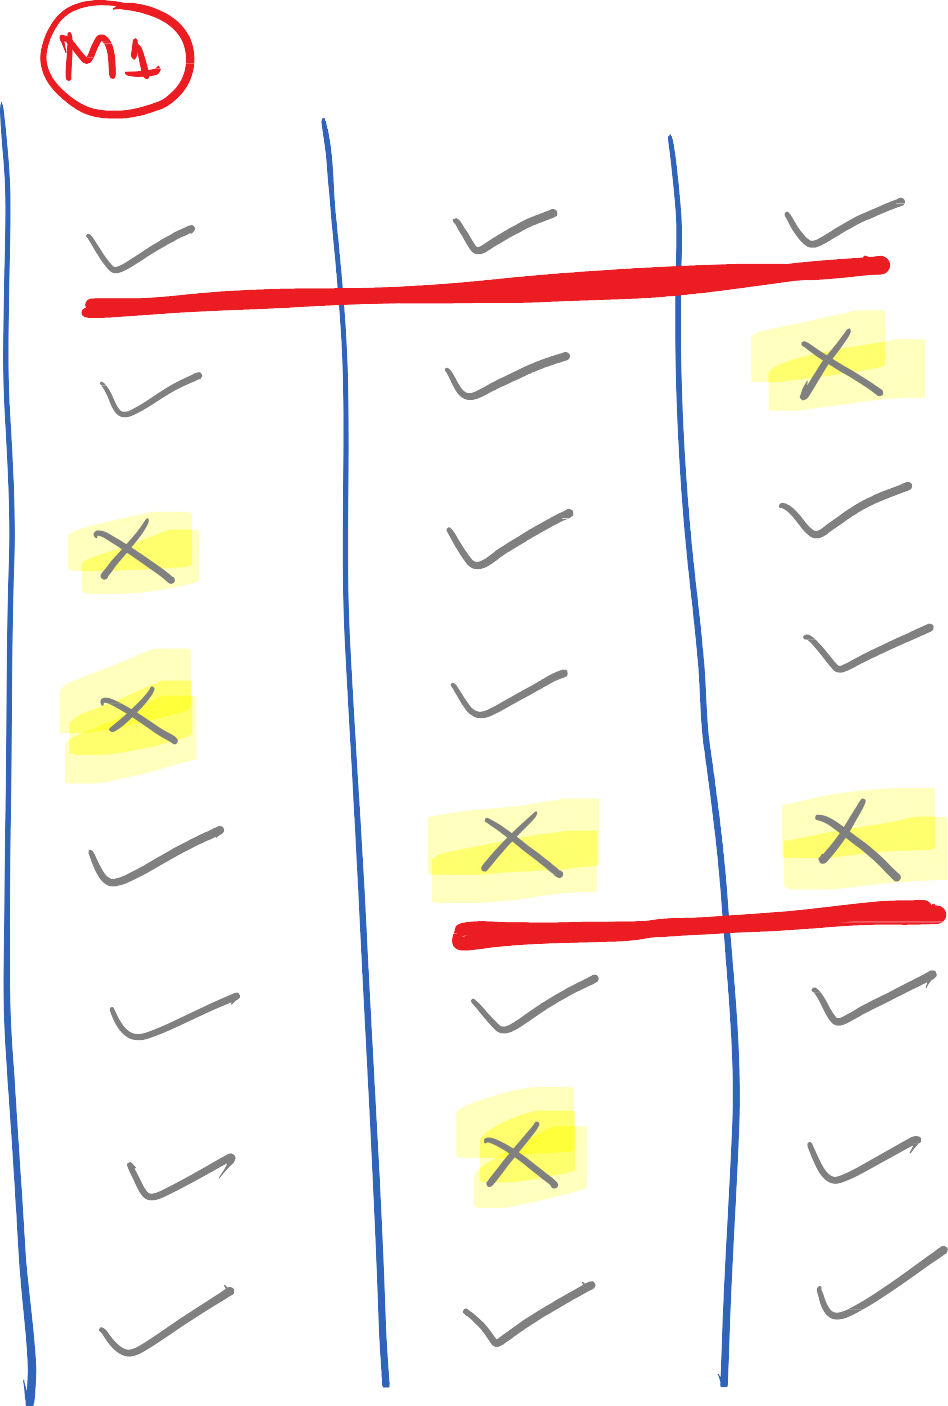 M1
✓ ✓ ✓
✓ ✓ ✗
✗ ✓ ✓
✗ ✓ ✓
✓ ✗ ✗
✓ ✓ ✓
✓ ✗ ✓
✓ ✓ ✓